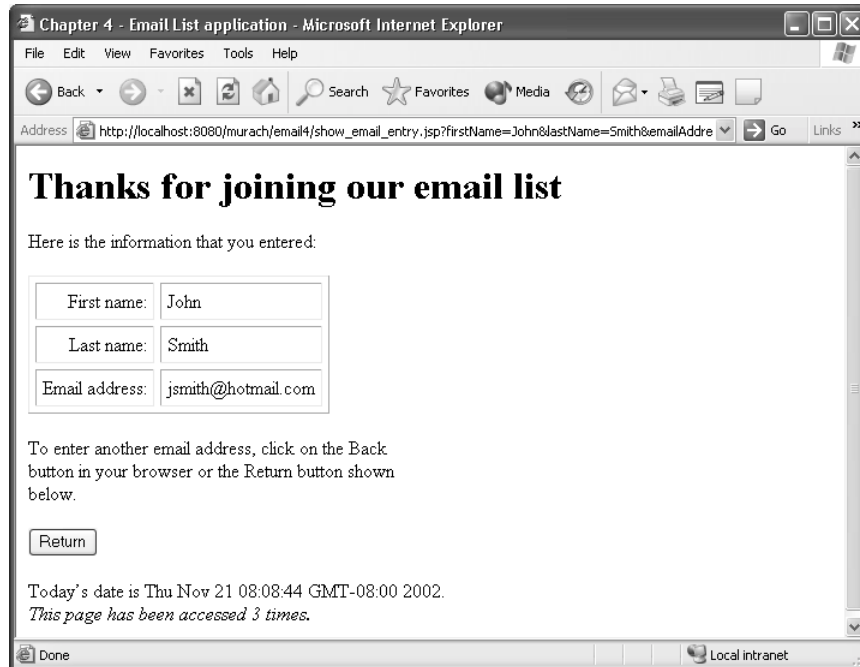 Chapter 4 - Email List application - Microsoft Internet Explorer
File Edit View Favorites Tools Help
Back Search Favorites Media
Address http://localhost:8080/murach/email4/show_email_entry.jsp?firstName=John&lastName=Smith&emailAddre Go Links »
Thanks for joining our email list
Here is the information that you entered:
First name: John
Last name: Smith
Email address: jsmith@hotmail.com
To enter another email address, click on the Back
button in your browser or the Return button shown
below.
Return
Today's date is Thu Nov 21 08:08:44 GMT-08:00 2002.
This page has been accessed 3 times.
Done Local intranet